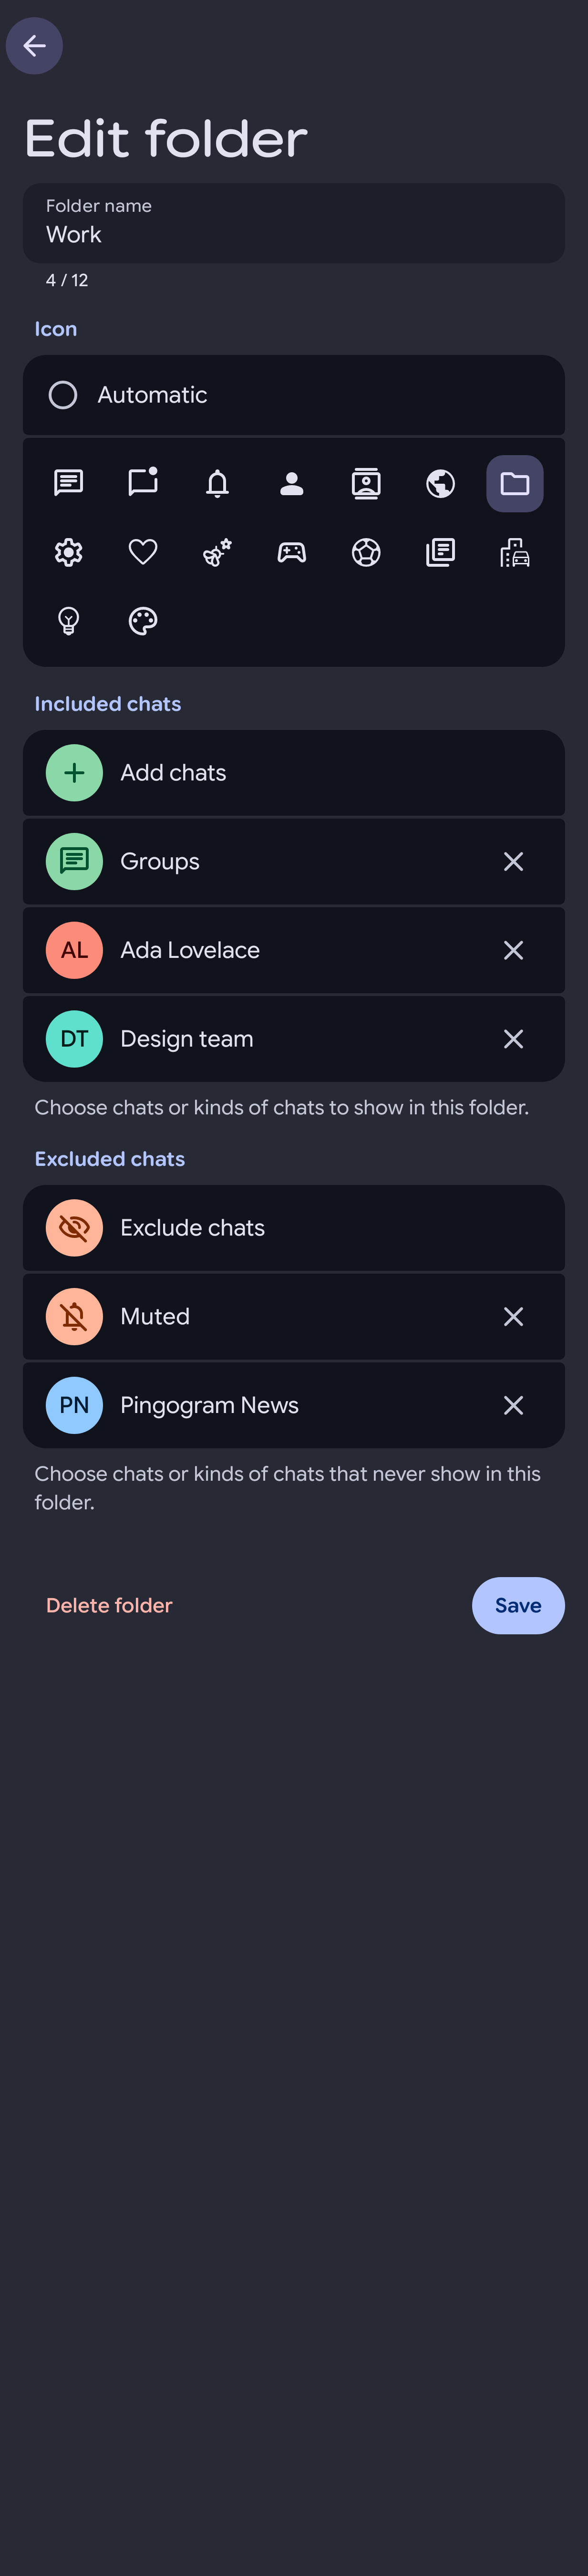 Edit folder
Folder name
Work
4 / 12
Icon
Automatic
Included chats
Add chats
Groups
AL
Ada Lovelace
DT
Design team
Choose chats or kinds of chats to show in this folder.
Excluded chats
Exclude chats
Muted
PN
Pingogram News
Choose chats or kinds of chats that never show in this
folder.
Delete folder
Save